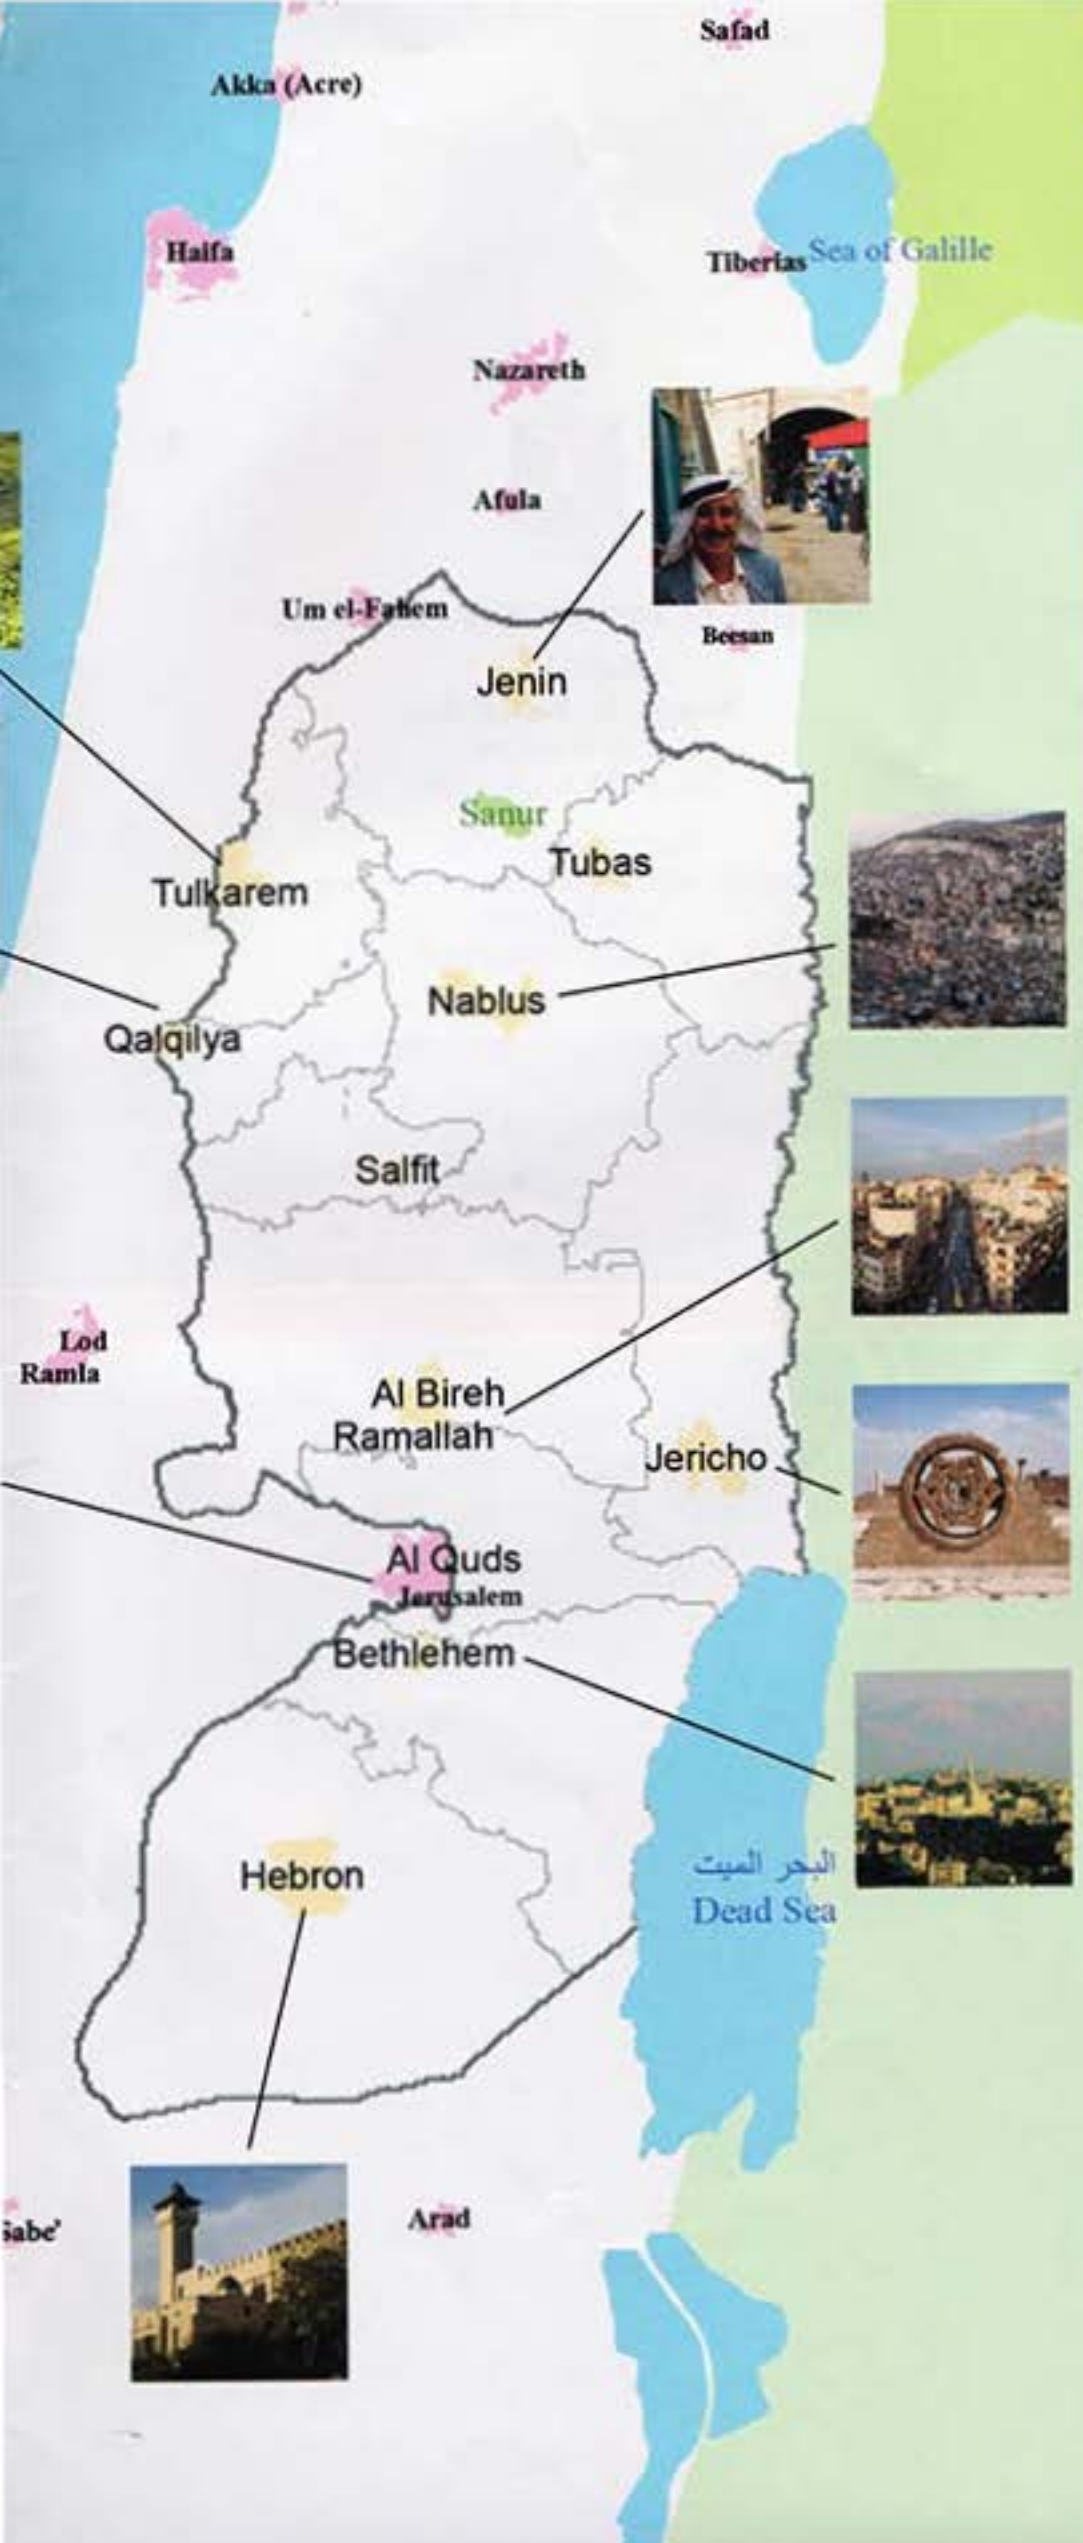 Safad
Akka (Acre)
Haifa
Tiberias
Sea of Galille
Nazareth
Afula
Um el-Fahem
Beesan
Jenin
Sanur
Tubas
Tulkarem
Nablus
Qalqilya
Salfit
Lod
Ramla
Al Bireh
Ramallah
Jericho
Al Quds
Jerusalem
Bethlehem
البحر الميت
Dead Sea
Hebron
Arad
Sabe'